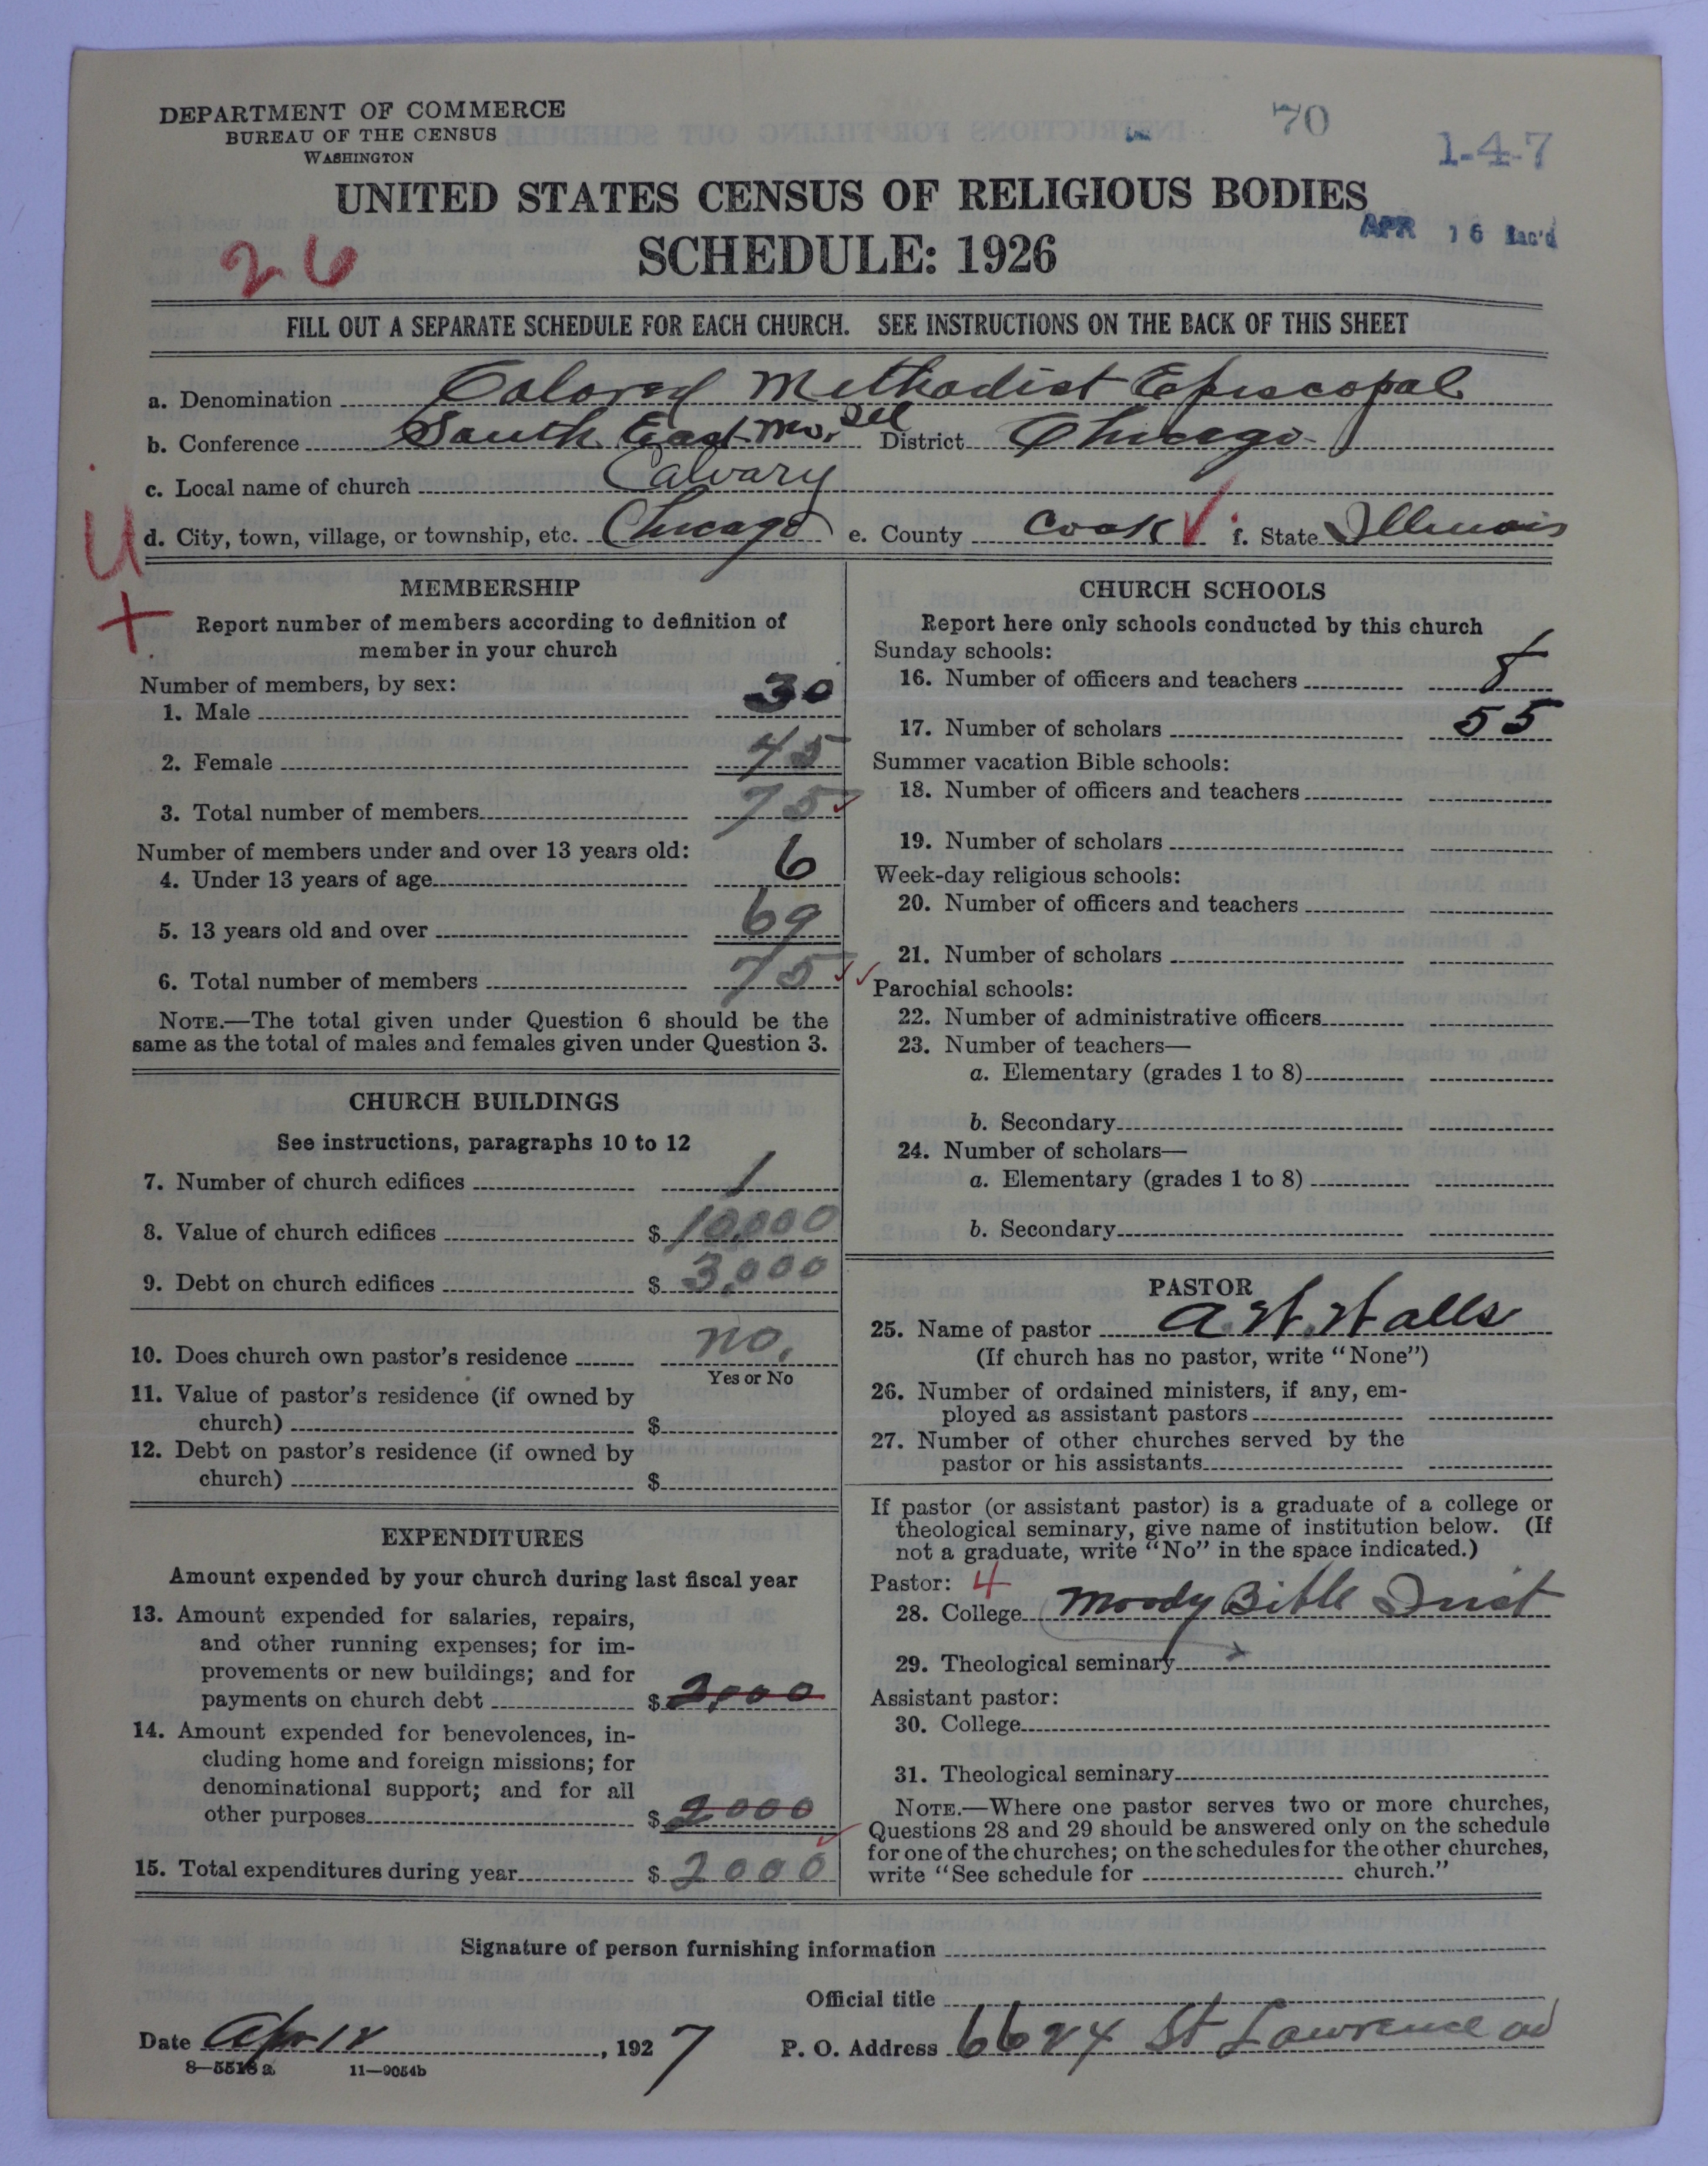 DEPARTMENT OF COMMERCE
BUREAU OF THE CENSUS
WASHINGTON
70
1-4-7
UNITED STATES CENSUS OF RELIGIOUS BODIES
SCHEDULE: 1926
APR 16 Rec'd
26
FILL OUT A SEPARATE SCHEDULE FOR EACH CHURCH. SEE INSTRUCTIONS ON THE BACK OF THIS SHEET
a. Denomination Colored Methodist Episcopal
b. Conference South East Mo. Ill District Chicago
c. Local name of church Calvary
d. City, town, village, or township, etc. Chicago e. County Cook f. State Illinois
U
+
MEMBERSHIP
Report number of members according to definition of
member in your church
Number of members, by sex:
1. Male 30
2. Female 45
3. Total number of members 75
Number of members under and over 13 years old:
4. Under 13 years of age 6
5. 13 years old and over 69
6. Total number of members 75
NOTE.—The total given under Question 6 should be the
same as the total of males and females given under Question 3.
CHURCH BUILDINGS
See instructions, paragraphs 10 to 12
7. Number of church edifices 1
8. Value of church edifices $ 10,000
9. Debt on church edifices $ 3,000
10. Does church own pastor's residence no.
Yes or No
11. Value of pastor's residence (if owned by
church) $
12. Debt on pastor's residence (if owned by
church) $
EXPENDITURES
Amount expended by your church during last fiscal year
13. Amount expended for salaries, repairs,
and other running expenses; for im-
provements or new buildings; and for
payments on church debt $ 2,000
14. Amount expended for benevolences, in-
cluding home and foreign missions; for
denominational support; and for all
other purposes $ 2000
15. Total expenditures during year $ 2000
CHURCH SCHOOLS
Report here only schools conducted by this church
Sunday schools:
16. Number of officers and teachers 8
17. Number of scholars 55
Summer vacation Bible schools:
18. Number of officers and teachers
19. Number of scholars
Week-day religious schools:
20. Number of officers and teachers
21. Number of scholars
Parochial schools:
22. Number of administrative officers
23. Number of teachers—
a. Elementary (grades 1 to 8)
b. Secondary
24. Number of scholars—
a. Elementary (grades 1 to 8)
b. Secondary
PASTOR
25. Name of pastor A. W. Walls
(If church has no pastor, write "None")
26. Number of ordained ministers, if any, em-
ployed as assistant pastors
27. Number of other churches served by the
pastor or his assistants
If pastor (or assistant pastor) is a graduate of a college or
theological seminary, give name of institution below. (If
not a graduate, write "No" in the space indicated.)
Pastor: 4
28. College Moody Bible Inst
29. Theological seminary
Assistant pastor:
30. College
31. Theological seminary
NOTE.—Where one pastor serves two or more churches,
Questions 28 and 29 should be answered only on the schedule
for one of the churches; on the schedules for the other churches,
write "See schedule for church."
Signature of person furnishing information
Official title
Date Apr 12, 1927 P. O. Address 6624 St Lawrence av
8—5518 a 11—9054b